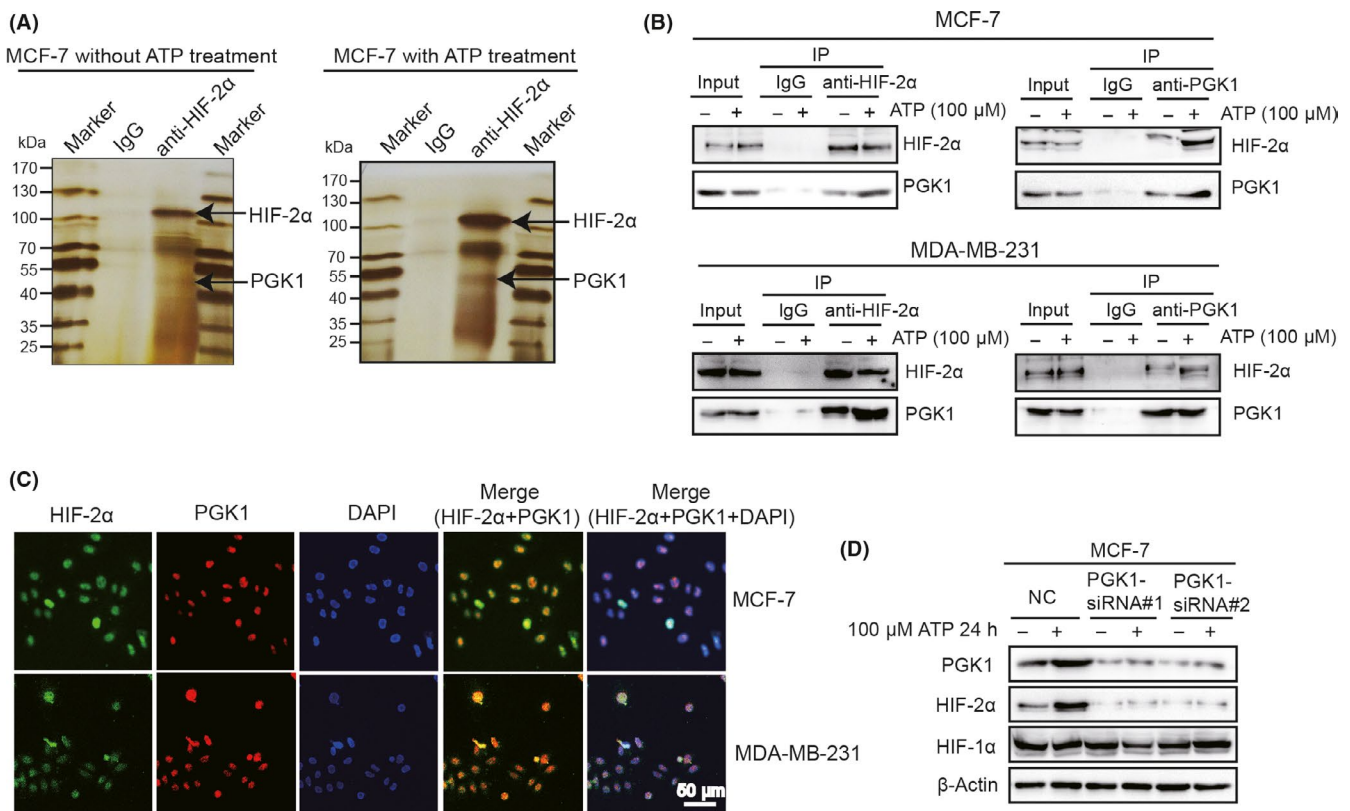 (A)
MCF-7 without ATP treatment
MCF-7 with ATP treatment
kDa
Marker
IgG
anti-HIF-2α
Marker
170
130
100
70
55
40
35
25
HIF-2α
PGK1
kDa
Marker
IgG
anti-HIF-2α
Marker
170
130
100
70
55
40
35
25
HIF-2α
PGK1
(B)
MCF-7
IP
Input IgG anti-HIF-2α
– + – + – + ATP (100 µM)
HIF-2α
PGK1
IP
Input IgG anti-PGK1
– + – + – + ATP (100 µM)
HIF-2α
PGK1
MDA-MB-231
IP
Input IgG anti-HIF-2α
– + – + – + ATP (100 µM)
HIF-2α
PGK1
IP
Input IgG anti-PGK1
– + – + – + ATP (100 µM)
HIF-2α
PGK1
(C)
HIF-2α PGK1 DAPI Merge (HIF-2α+PGK1) Merge (HIF-2α+PGK1+DAPI)
MCF-7
MDA-MB-231
50 µm
(D)
MCF-7
NC PGK1-siRNA#1 PGK1-siRNA#2
100 µM ATP 24 h – + – + – +
PGK1
HIF-2α
HIF-1α
β-Actin